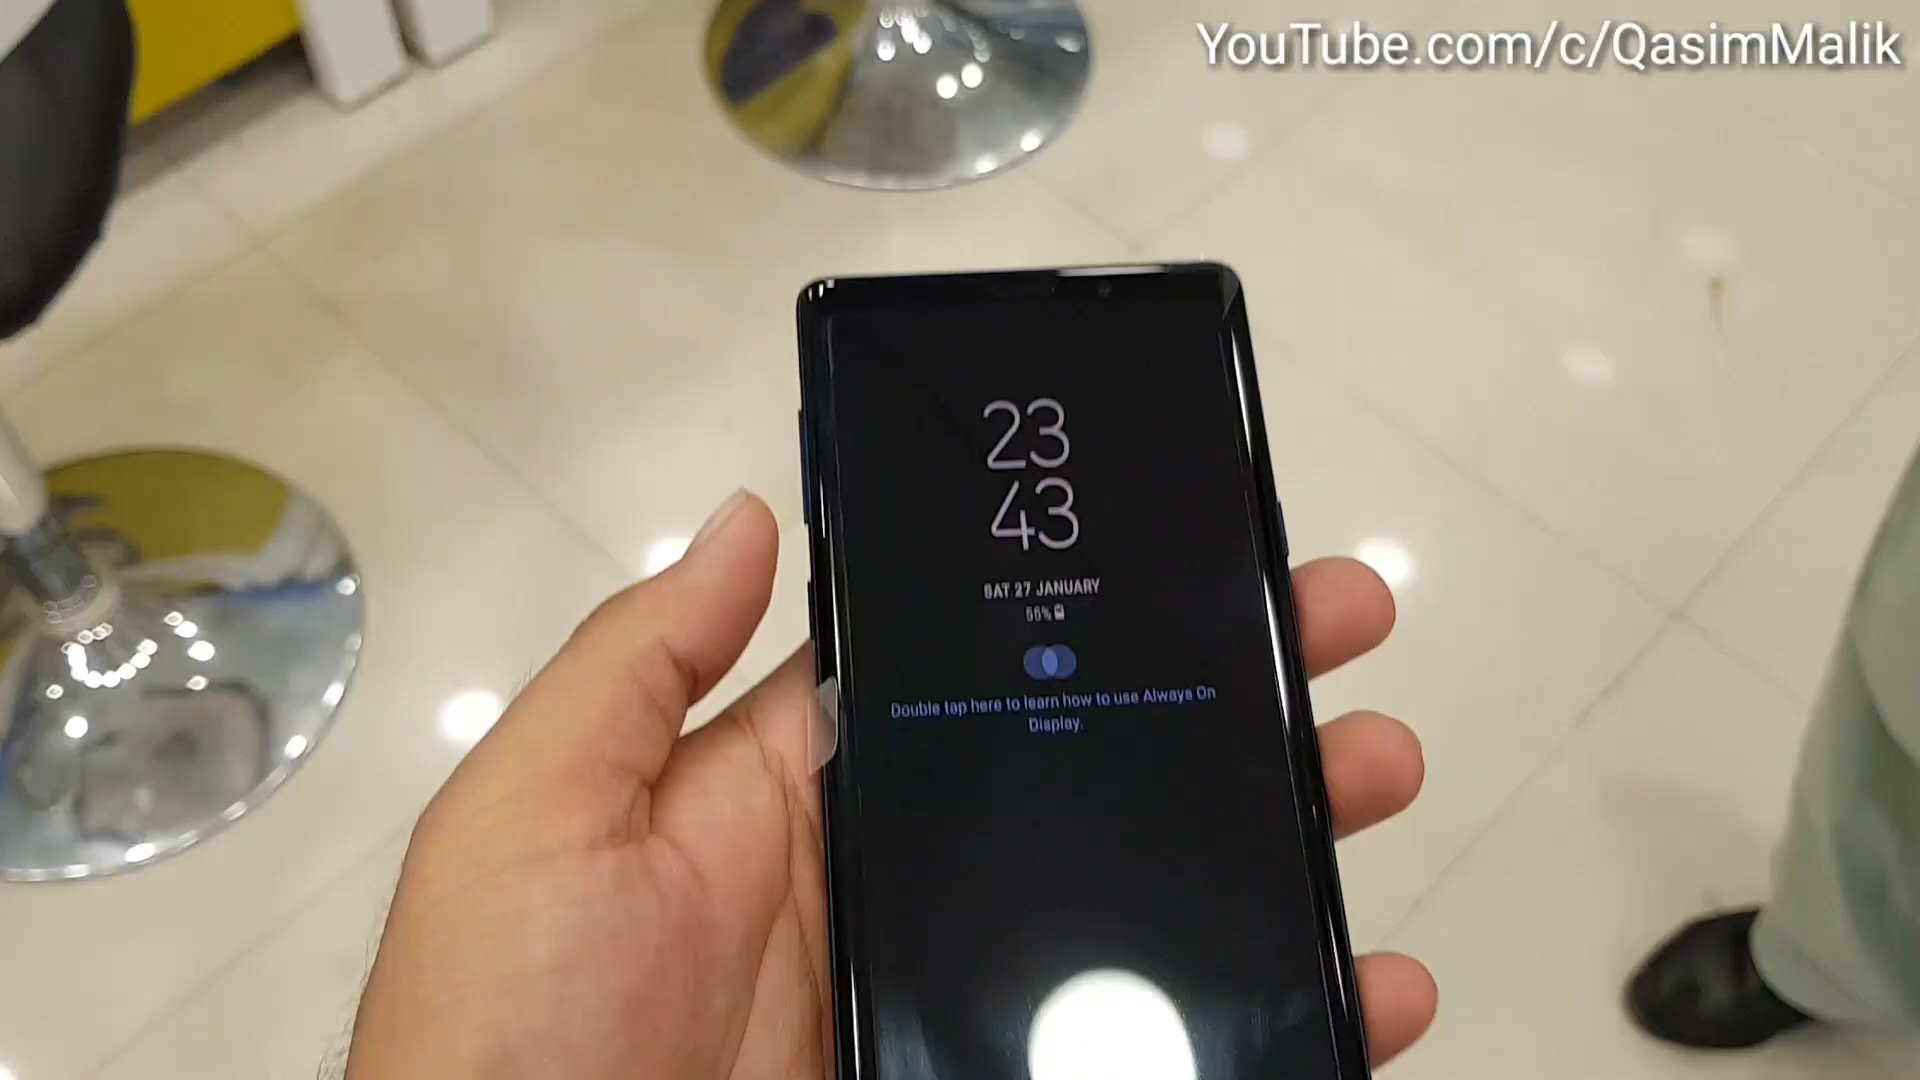 YouTube.com/c/QasimMalik
23
43
SAT 27 JANUARY
55%
Double tap here to learn how to use Always On
Display.